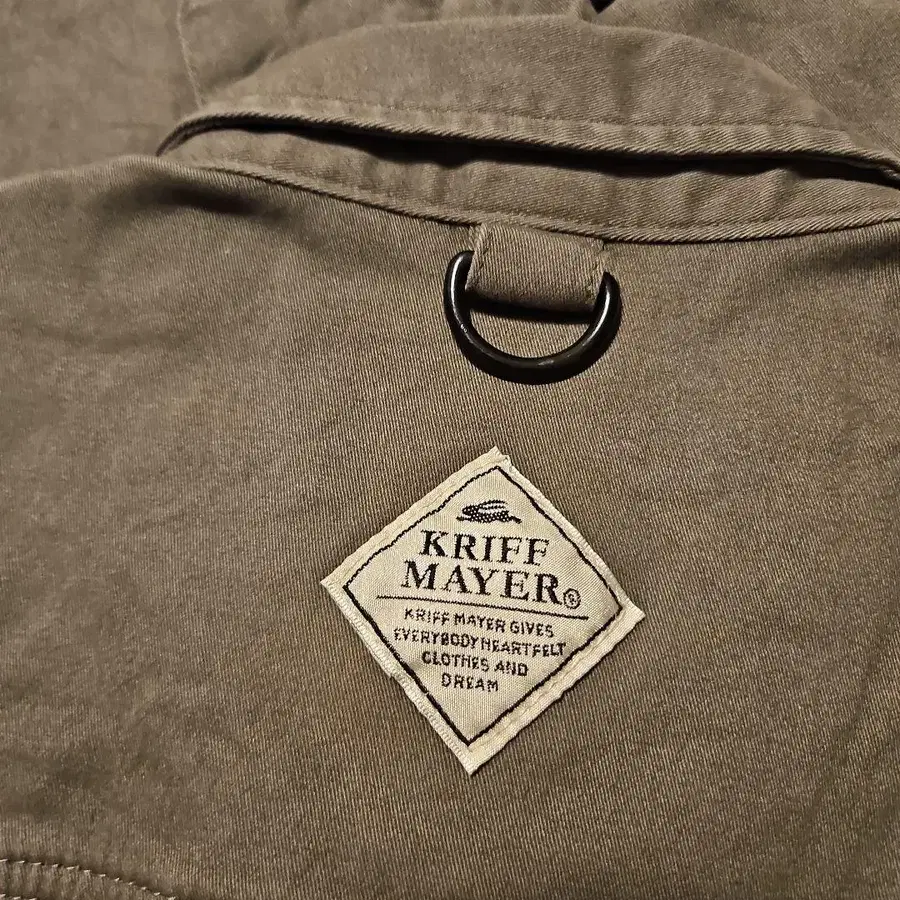 KRIFF
MAYER®
KRIFF MAYER GIVES
EVERYBODY HEARTFELT
CLOTHES AND
DREAM